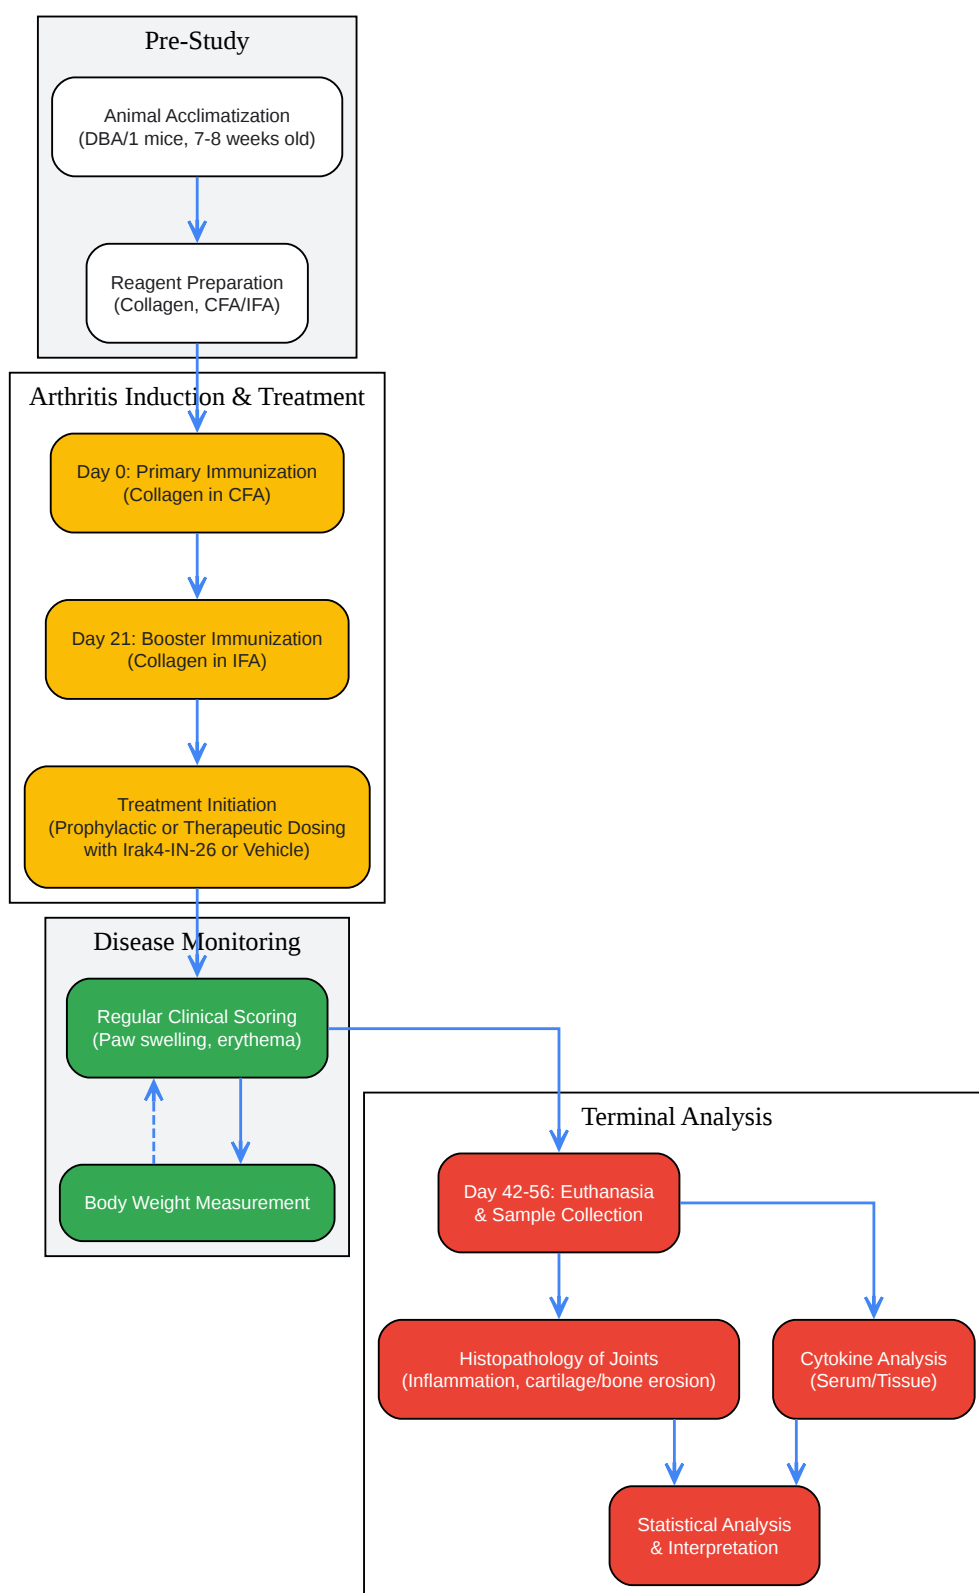 Pre-Study
Animal Acclimatization
(DBA/1 mice, 7-8 weeks old)
Reagent Preparation
(Collagen, CFA/IFA)
Arthritis Induction & Treatment
Day 0: Primary Immunization
(Collagen in CFA)
Day 21: Booster Immunization
(Collagen in IFA)
Treatment Initiation
(Prophylactic or Therapeutic Dosing
with Irak4-IN-26 or Vehicle)
Disease Monitoring
Regular Clinical Scoring
(Paw swelling, erythema)
Body Weight Measurement
Terminal Analysis
Day 42-56: Euthanasia
& Sample Collection
Histopathology of Joints
(Inflammation, cartilage/bone erosion)
Cytokine Analysis
(Serum/Tissue)
Statistical Analysis
& Interpretation